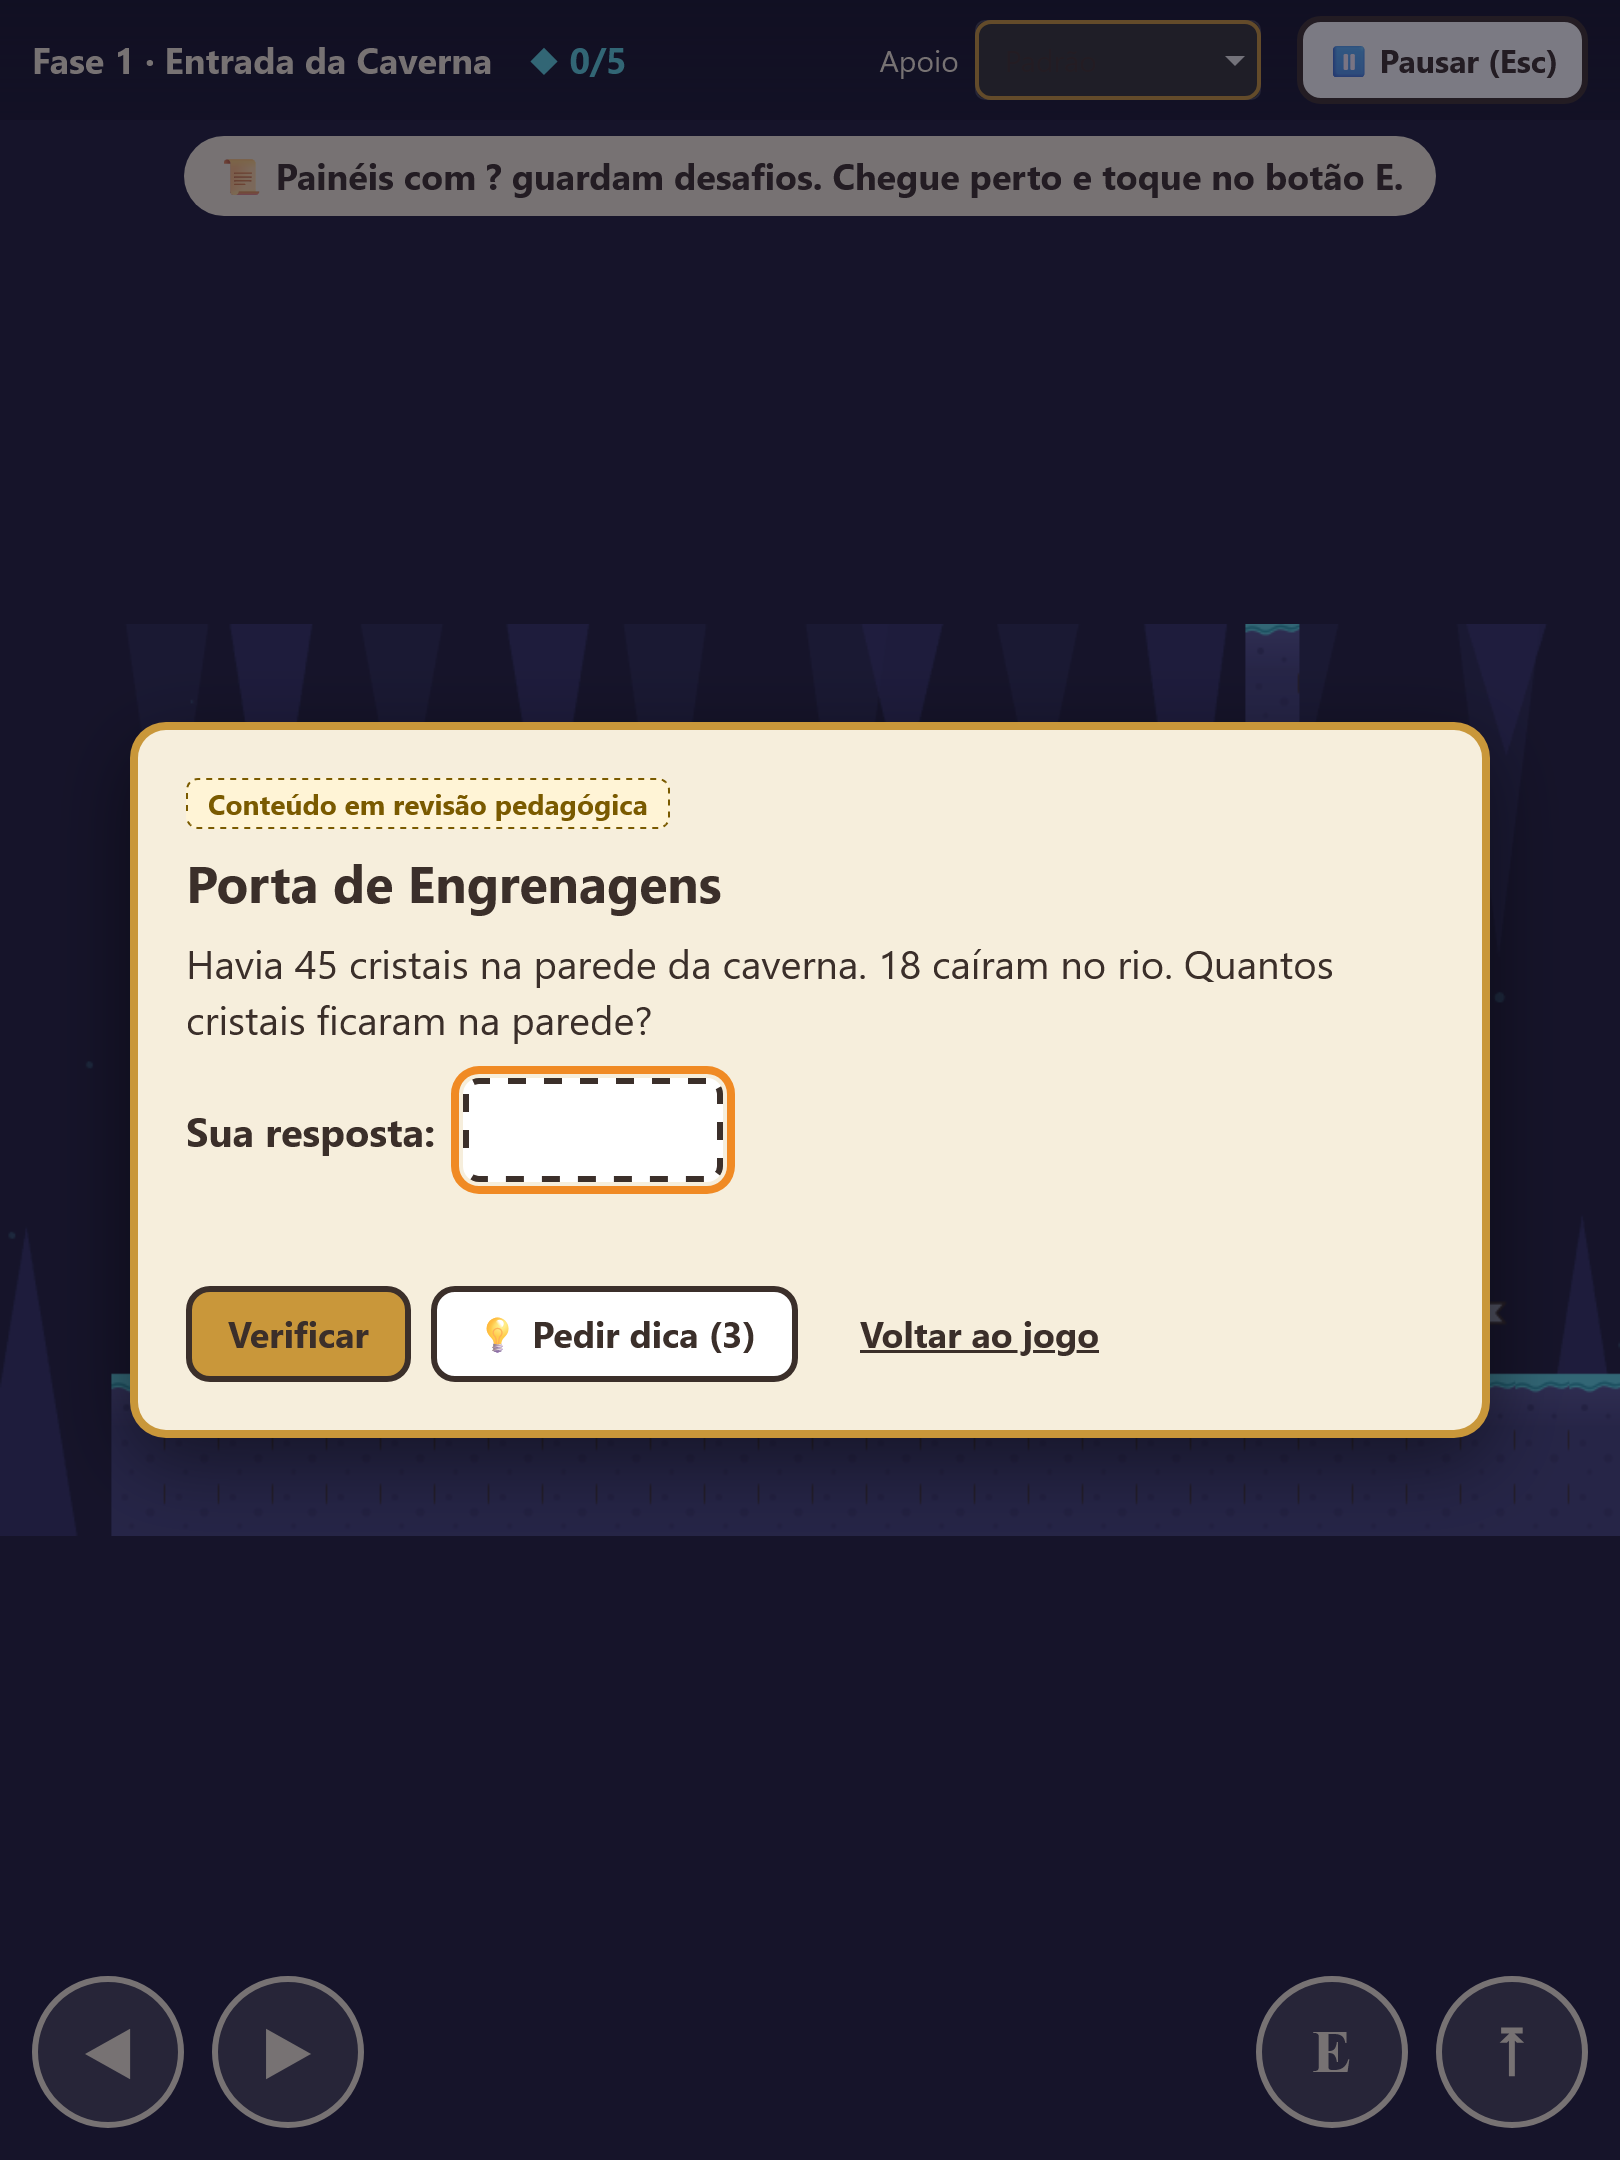 Fase 1 · Entrada da Caverna ◆ 0/5 Apoio Pausar (Esc)
Painéis com ? guardam desafios. Chegue perto e toque no botão E.
Conteúdo em revisão pedagógica
Porta de Engrenagens
Havia 45 cristais na parede da caverna. 18 caíram no rio. Quantos
cristais ficaram na parede?
Sua resposta:
Verificar Pedir dica (3) Voltar ao jogo
E